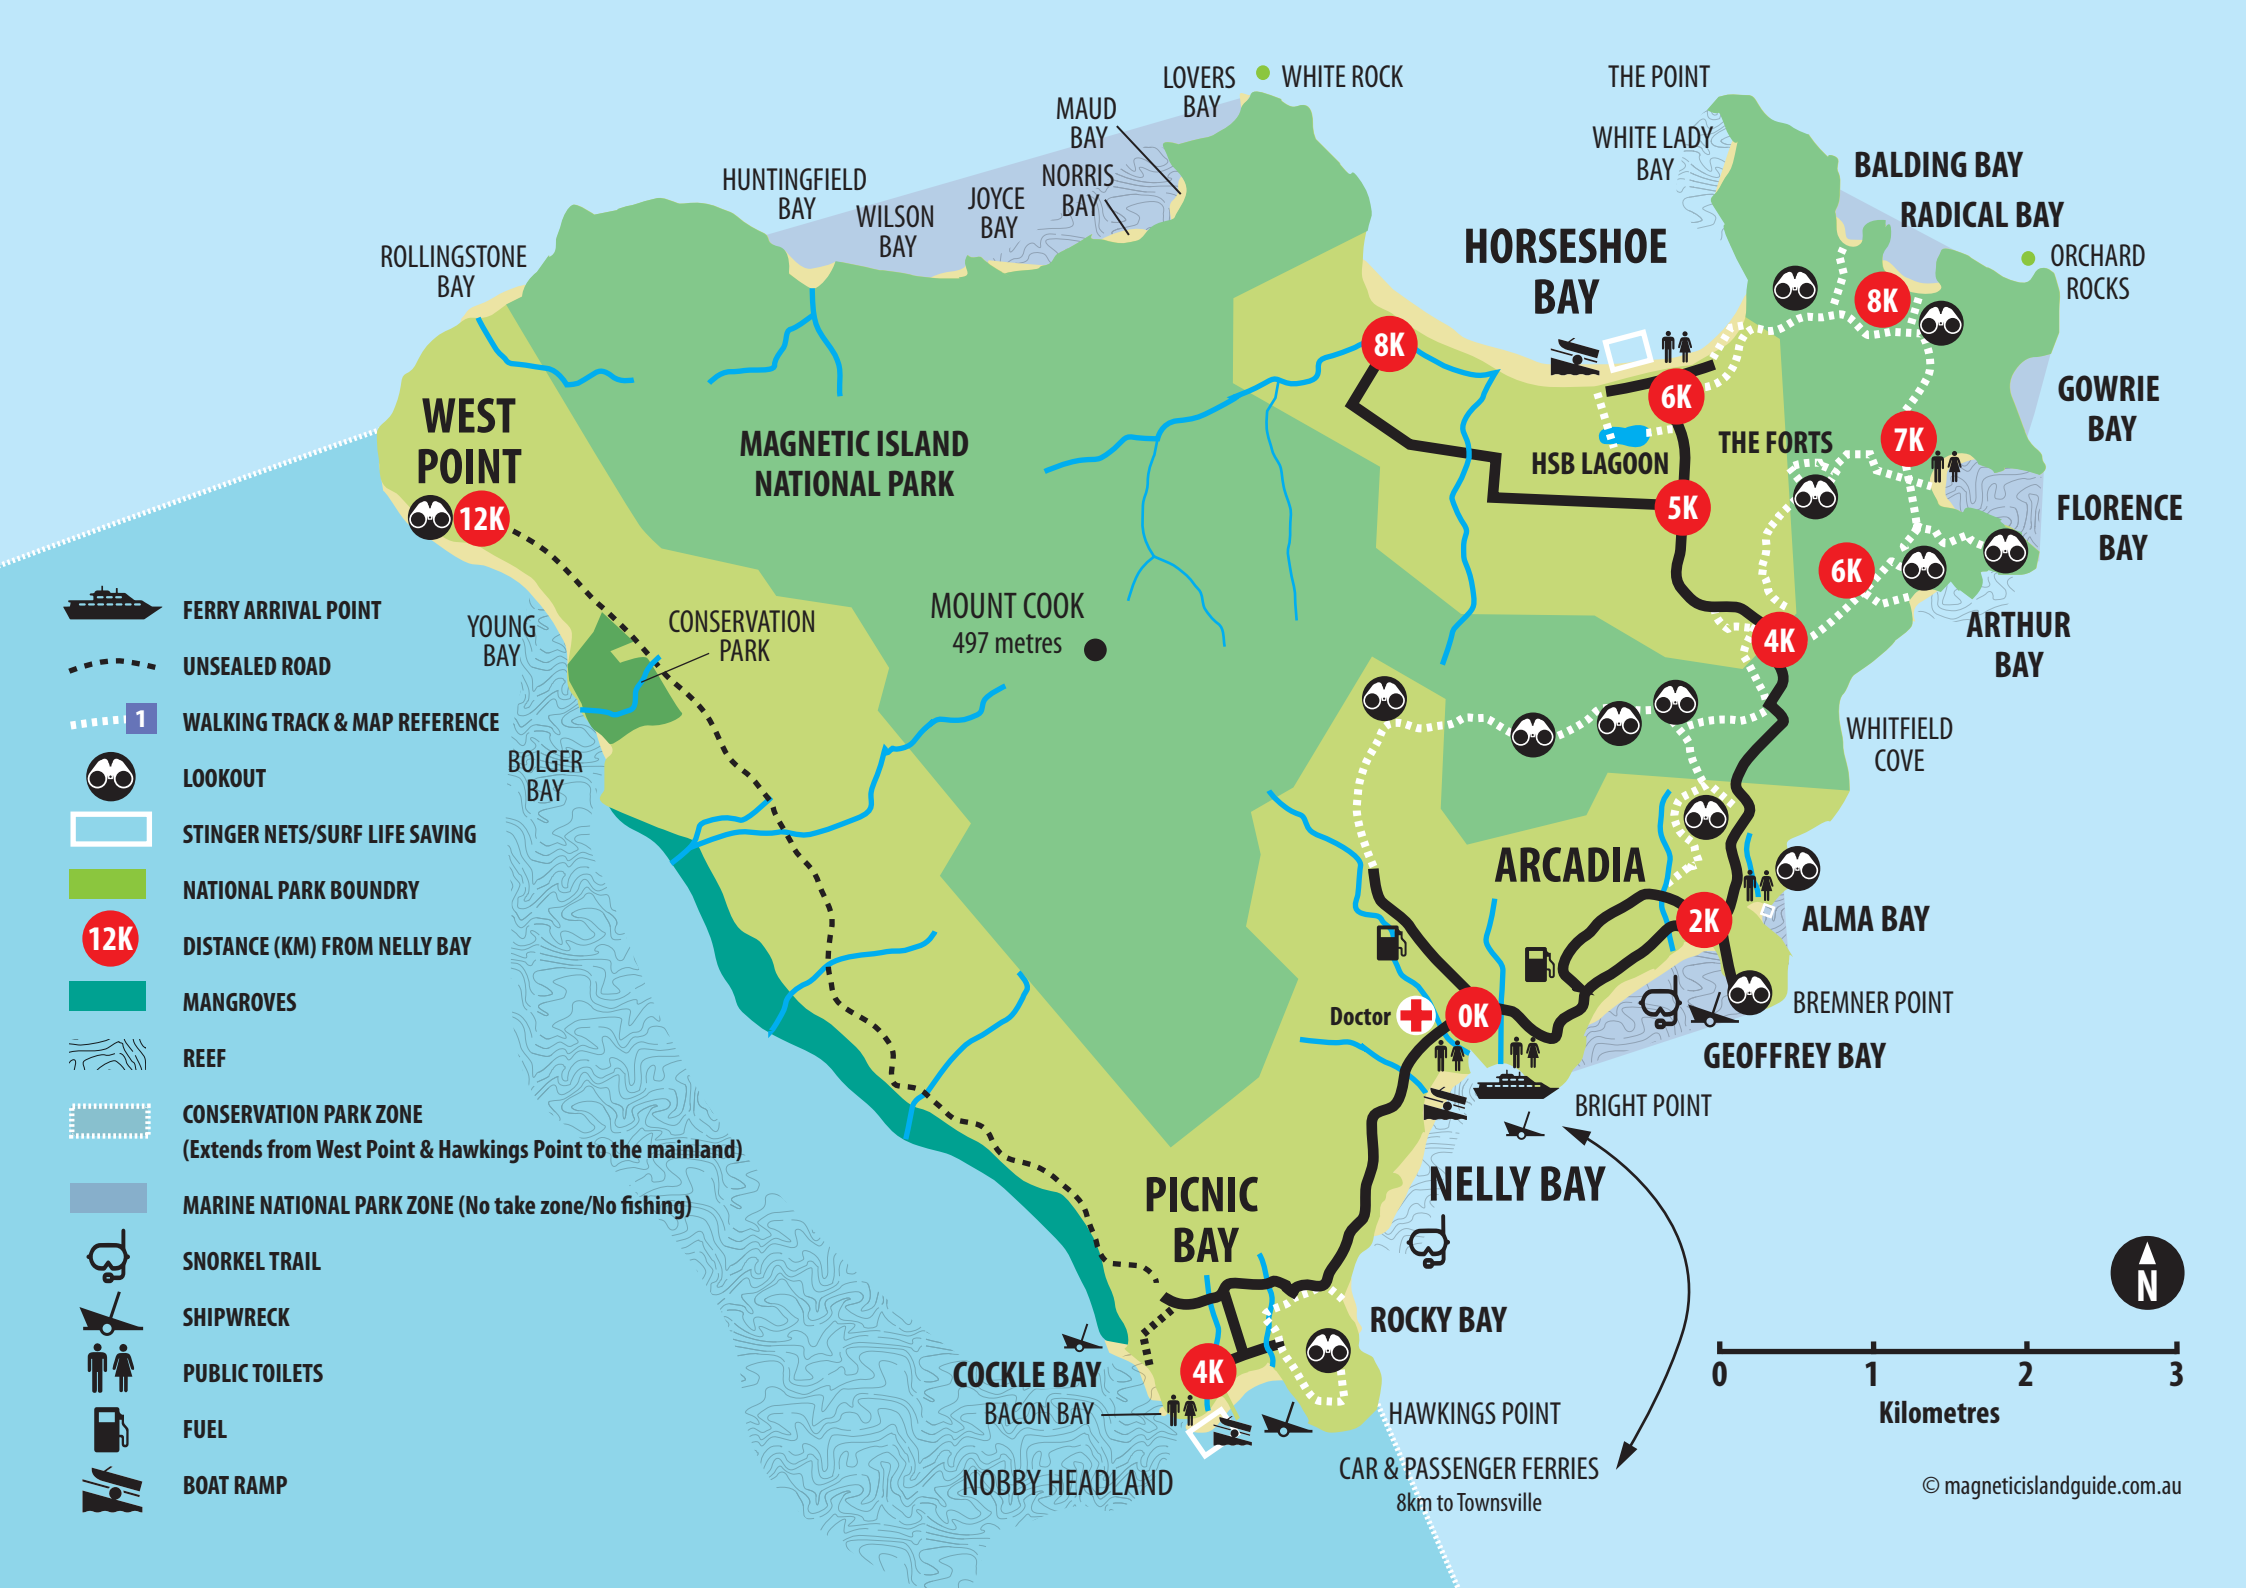 LOVERS
BAY
WHITE ROCK
THE POINT
MAUD
BAY
WHITE LADY
BAY
BALDING BAY
HUNTINGFIELD
BAY
NORRIS
BAY
JOYCE
BAY
WILSON
BAY
RADICAL BAY
ROLLINGSTONE
BAY
HORSESHOE
BAY
ORCHARD
ROCKS
8K
8K
WEST
POINT
MAGNETIC ISLAND
NATIONAL PARK
6K
GOWRIE
BAY
7K
THE FORTS
HSB LAGOON
12K
5K
FLORENCE
BAY
6K
FERRY ARRIVAL POINT
YOUNG
BAY
CONSERVATION
PARK
MOUNT COOK
497 metres
4K
ARTHUR
BAY
UNSEALED ROAD
1
WALKING TRACK & MAP REFERENCE
WHITFIELD
COVE
BOLGER
BAY
LOOKOUT
STINGER NETS/SURF LIFE SAVING
ARCADIA
NATIONAL PARK BOUNDRY
2K
ALMA BAY
12K
DISTANCE (KM) FROM NELLY BAY
MANGROVES
BREMNER POINT
Doctor
0K
REEF
GEOFFREY BAY
CONSERVATION PARK ZONE
(Extends from West Point & Hawkings Point to the mainland)
BRIGHT POINT
MARINE NATIONAL PARK ZONE (No take zone/No fishing)
PICNIC
BAY
NELLY BAY
SNORKEL TRAIL
N
SHIPWRECK
ROCKY BAY
PUBLIC TOILETS
COCKLE BAY
4K
0
1
2
3
BACON BAY
HAWKINGS POINT
Kilometres
FUEL
NOBBY HEADLAND
CAR & PASSENGER FERRIES
8km to Townsville
BOAT RAMP
© magneticislandguide.com.au